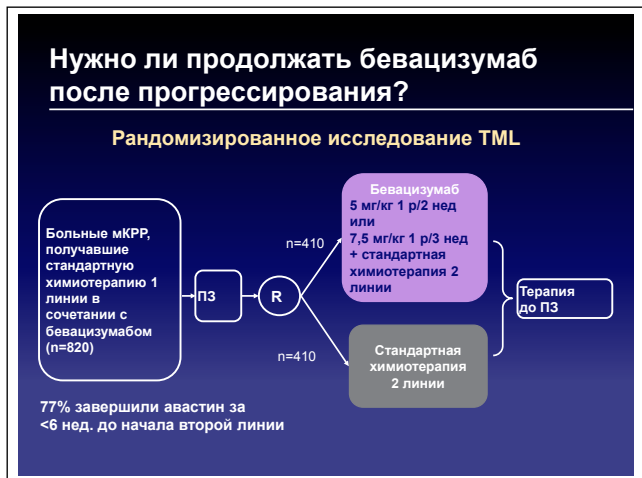 Нужно ли продолжать бевацизумаб
после прогрессирования?
Рандомизированное исследование TML
Больные мКРР,
получавшие
стандартную
химиотерапию 1
линии в
сочетании с
бевацизумабом
(n=820)
ПЗ
R
n=410
Бевацизумаб
5 мг/кг 1 р/2 нед
или
7,5 мг/кг 1 р/3 нед
+ стандартная
химиотерапия 2
линии
n=410
Стандартная
химиотерапия
2 линии
Терапия
до ПЗ
77% завершили авастин за
<6 нед. до начала второй линии